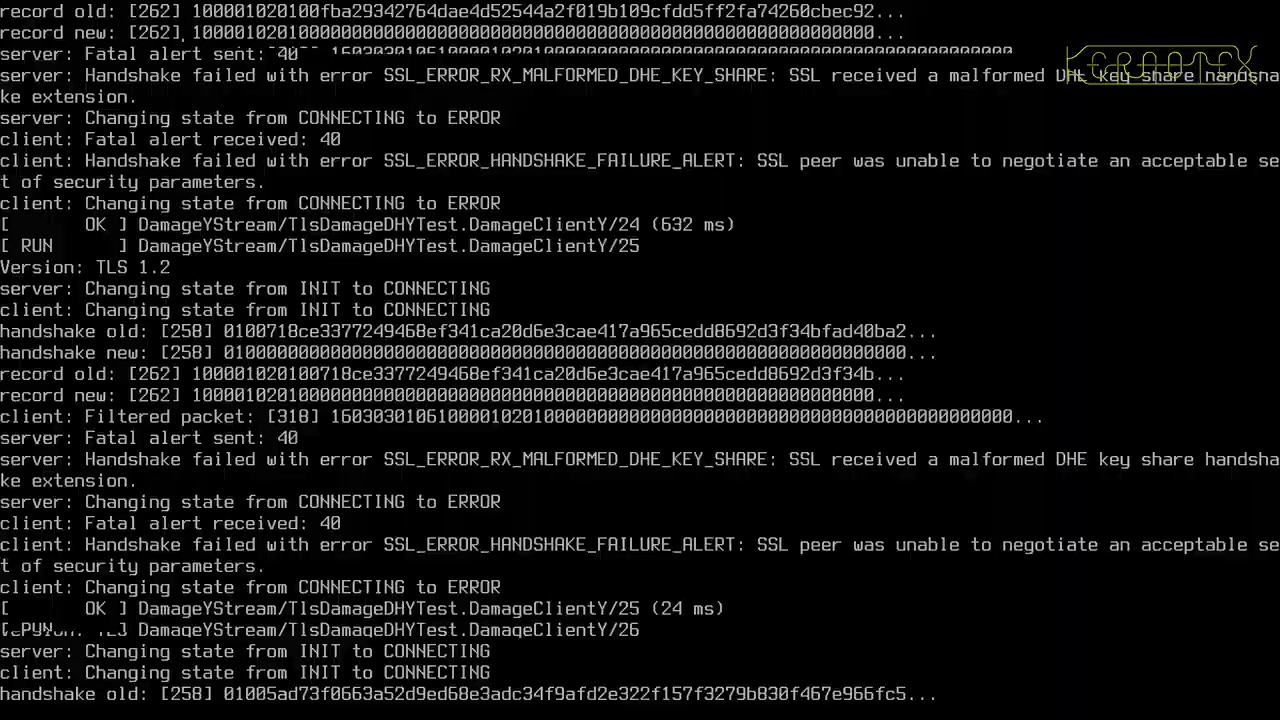 record old: [262] 100001020100fba29342764dae4d52544a2f019b109cfdd5ff2fa74260cbec92...
record new: [262] 1000010201000000000000000000000000000000000000000000000000000000...
server: Fatal alert sent: 40
server: Handshake failed with error SSL_ERROR_RX_MALFORMED_DHE_KEY_SHARE: SSL received a malformed DHE key share handsha
ke extension.
server: Changing state from CONNECTING to ERROR
client: Fatal alert received: 40
client: Handshake failed with error SSL_ERROR_HANDSHAKE_FAILURE_ALERT: SSL peer was unable to negotiate an acceptable se
t of security parameters.
client: Changing state from CONNECTING to ERROR
[       OK ] DamageYStream/TlsDamageDHYTest.DamageClientY/24 (632 ms)
[ RUN      ] DamageYStream/TlsDamageDHYTest.DamageClientY/25
Version: TLS 1.2
server: Changing state from INIT to CONNECTING
client: Changing state from INIT to CONNECTING
handshake old: [258] 0100718ce3377249468ef341ca20d6e3cae417a965cedd8692d3f34bfad40ba2...
handshake new: [258] 0100000000000000000000000000000000000000000000000000000000000000...
record old: [262] 100001020100718ce3377249468ef341ca20d6e3cae417a965cedd8692d3f34b...
record new: [262] 1000010201000000000000000000000000000000000000000000000000000000...
client: Filtered packet: [318] 1603030106100001020100000000000000000000000000000000000000000000...
server: Fatal alert sent: 40
server: Handshake failed with error SSL_ERROR_RX_MALFORMED_DHE_KEY_SHARE: SSL received a malformed DHE key share handsha
ke extension.
server: Changing state from CONNECTING to ERROR
client: Fatal alert received: 40
client: Handshake failed with error SSL_ERROR_HANDSHAKE_FAILURE_ALERT: SSL peer was unable to negotiate an acceptable se
t of security parameters.
client: Changing state from CONNECTING to ERROR
[       OK ] DamageYStream/TlsDamageDHYTest.DamageClientY/25 (24 ms)
DamageYStream/TlsDamageDHYTest.DamageClientY/26
server: Changing state from INIT to CONNECTING
client: Changing state from INIT to CONNECTING
handshake old: [258] 01005ad73f0663a52d9ed68e3adc34f9afd2e322f157f3279b830f467e966fc5...